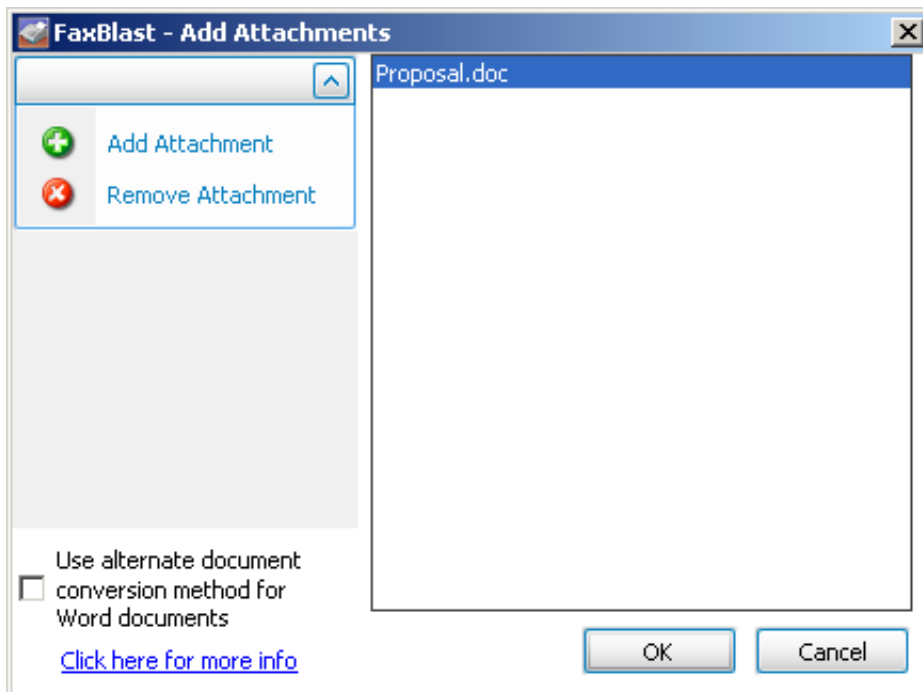 FaxBlast - Add Attachments
Proposal.doc
Add Attachment
Remove Attachment
Use alternate document
conversion method for
Word documents
Click here for more info
OK
Cancel